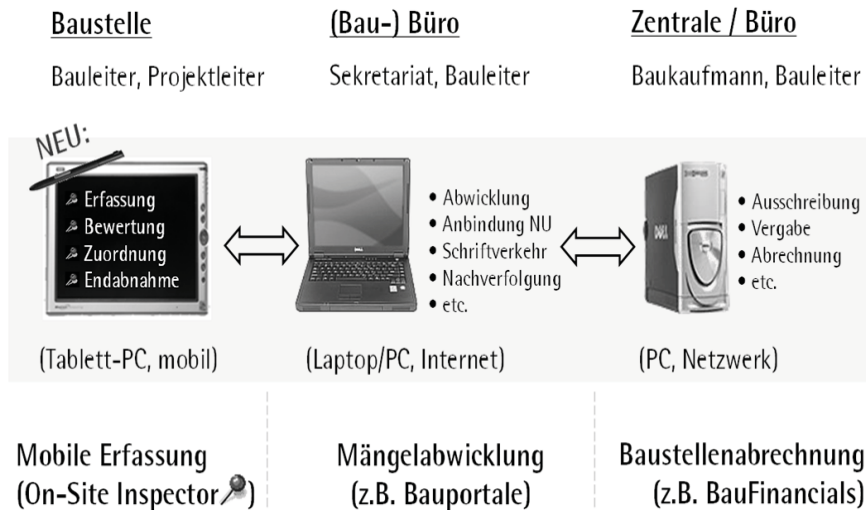 Baustelle
Bauleiter, Projektleiter
(Bau-) Büro
Sekretariat, Bauleiter
Zentrale / Büro
Baukaufmann, Bauleiter
NEU:
Erfassung
Bewertung
Zuordnung
Endabnahme
(Tablett-PC, mobil)
• Abwicklung
• Anbindung NU
• Schriftverkehr
• Nachverfolgung
• etc.
DELL
(Laptop/PC, Internet)
DELL
• Ausschreibung
• Vergabe
• Abrechnung
• etc.
(PC, Netzwerk)
Mobile Erfassung
(On-Site Inspector )
Mängelabwicklung
(z.B. Bauportale)
Baustellenabrechnung
(z.B. BauFinancials)